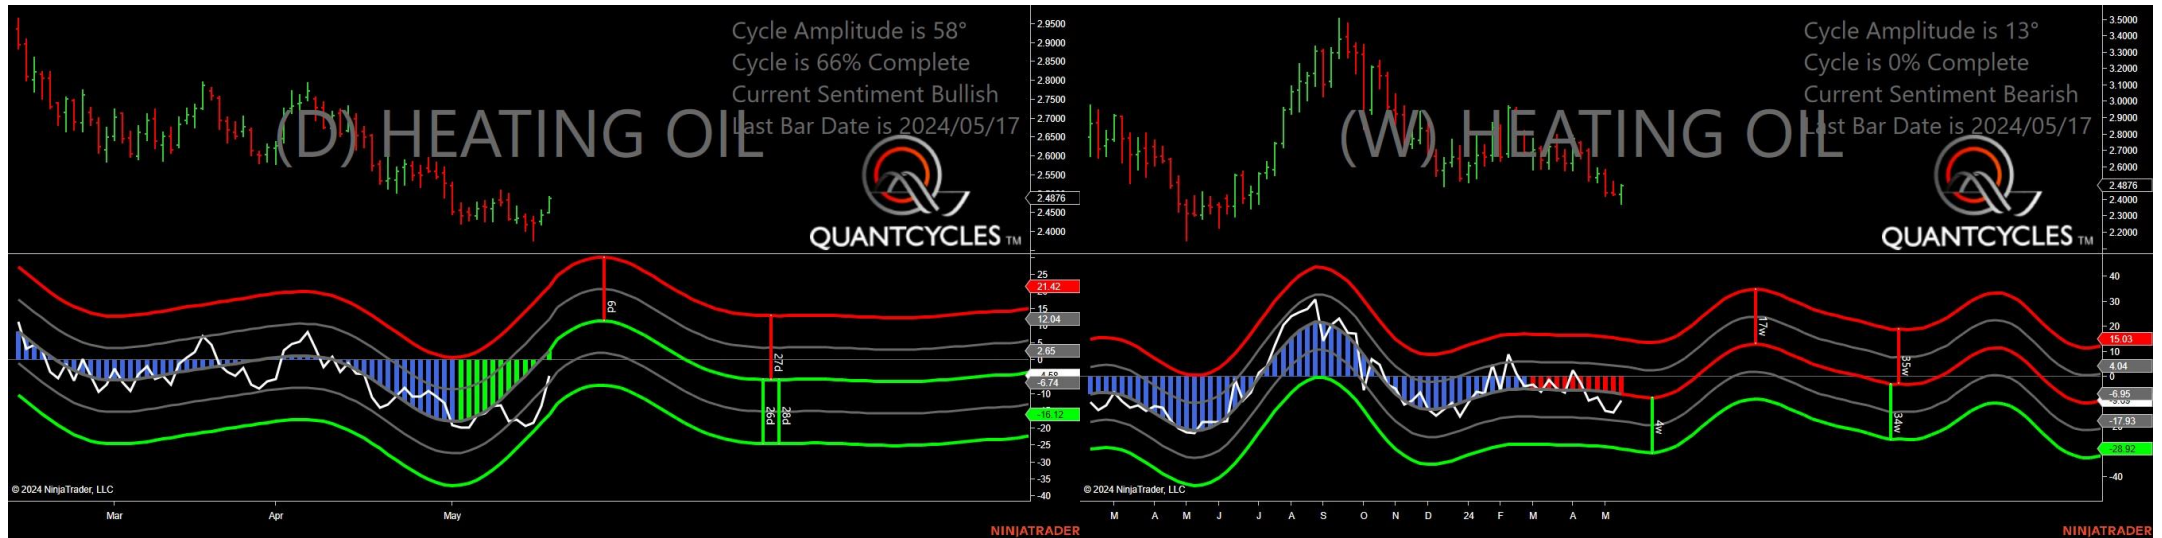 Cycle Amplitude is 58°
Cycle is 66% Complete
Current Sentiment Bullish
Last Bar Date is 2024/05/17
(D) HEATING OIL
QUANTCYCLES TM
2.9500
2.9000
2.8500
2.8000
2.7500
2.7000
2.6500
2.6000
2.5500
2.4876
2.4500
2.4000
6d
27d
26d
28d
25
21.42
15
12.04
2.65
-6.74
-10
-16.12
-20
-25
-30
-35
-40
© 2024 NinjaTrader, LLC
Mar Apr May
NINJATRADER
Cycle Amplitude is 13°
Cycle is 0% Complete
Current Sentiment Bearish
Last Bar Date is 2024/05/17
(W) HEATING OIL
QUANTCYCLES TM
3.5000
3.4000
3.3000
3.2000
3.1000
3.0000
2.9000
2.8000
2.7000
2.6000
2.4876
2.4000
2.3000
2.2000
4w
17w
35w
34w
40
30
20
15.03
10
4.04
0
-6.95
-17.93
-28.92
-40
© 2024 NinjaTrader, LLC
M A M J J A S O N D 24 F M A M
NINJATRADER